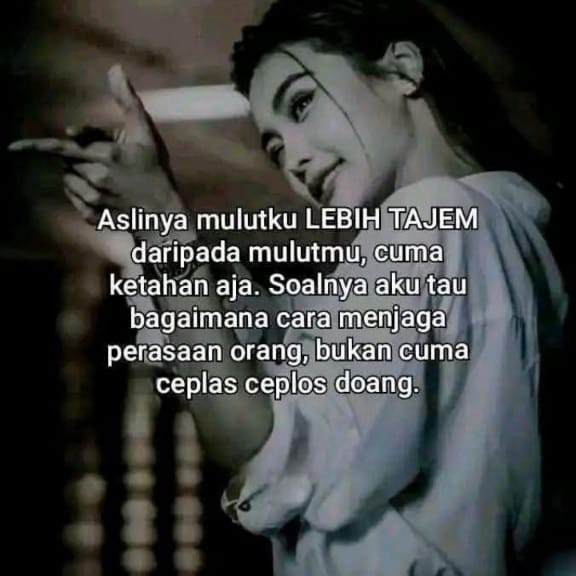 Aslinya mulutku LEBIH TAJEM
daripada mulutmu, cuma
ketahan aja. Soalnya aku tau
bagaimana cara menjaga
perasaan orang, bukan cuma
ceplas ceplos doang.